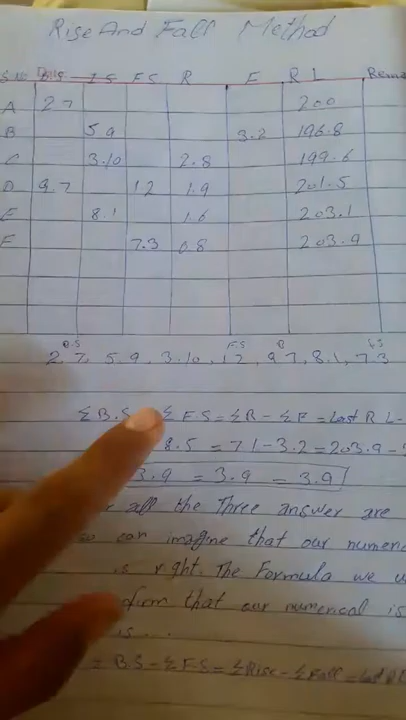 Rise And Fall Method
S.No B.S I.S F.S R F R L Rema
A 2.7 200
B 5.9 3.2 196.8
C 3.10 2.8 199.6
D 9.7 12 1.9 201.5
E 8.1 1.6 203.1
F 7.3 0.8 203.9
B.S F.S B F.S
2.7, 5.9, 3.10, 12, 9.7, 8.1, 7.3
ΣB.S ΣF.S = ΣR - ΣF = Last R L -
8.5 = 7.1 - 3.2 = 203.9 -
3.9 = 3.9 = 3.9
all the Three answer are
can imagine that our numeric
is right. The Formula we u
that our numerical is
is..
= B.S - ΣF.S = ΣRise - ΣFall = Last RL